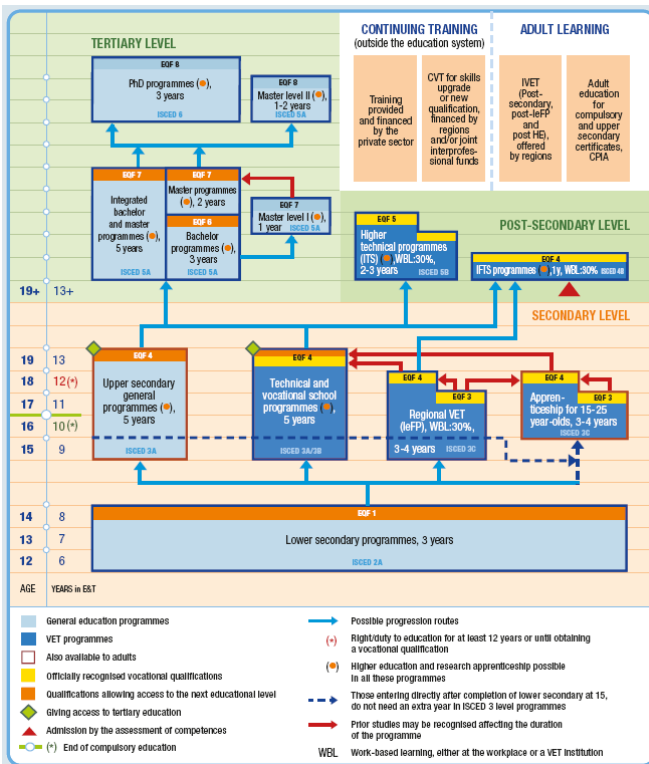 TERTIARY LEVEL
CONTINUING TRAINING
(outside the education system)
ADULT LEARNING
EQF 8
PhD programmes ( ),
3 years
ISCED 6
EQF 8
Master level II ( ),
1-2 years
ISCED 5A
Training
provided
and financed
by the
private sector
CVT for skills
upgrade
or new
qualification,
financed by
regions
and/or joint
interprofes-
sional funds
IVET
(Post-
secondary,
post-IeFP
and
post HE),
offered
by regions
Adult
education
for
compulsory
and upper
secondary
certificates,
CPIA
EQF 7
Integrated
bachelor
and master
programmes ( ),
5 years
ISCED 5A
EQF 7
Master programmes
( ), 2 years
EQF 6
Bachelor
programmes ( ),
3 years
ISCED 5A
EQF 7
Master level I ( ),
1 year ISCED 5A
POST-SECONDARY LEVEL
EQF 5
Higher
technical programmes
(ITS) ( ),WBL:30%,
2-3 years
ISCED 5B
EQF 4
IFTS programmes ( ),1y, WBL:30% ISCED 4B
19+ 13+
SECONDARY LEVEL
19 13
18 12(*)
17 11
16 10(*)
15 9
EQF 4
Upper secondary
general
programmes ( ),
5 years
ISCED 3A
EQF 4
Technical and
vocational school
programmes ( ),
5 years
ISCED 3A/3B
EQF 4
EQF 3
Regional VET
(IeFP), WBL:30%,
3-4 years ISCED 3C
EQF 4
EQF 3
Appren-
ticeship for 15-25
year-olds, 3-4 years
ISCED 3C
14 8
13 7
12 6
EQF 1
Lower secondary programmes, 3 years
ISCED 2A
AGE YEARS in E&T
General education programmes
VET programmes
Also available to adults
Officially recognised vocational qualifications
Qualifications allowing access to the next educational level
Giving access to tertiary education
Admission by the assessment of competences
(*) End of compulsory education
Possible progression routes
(*) Right/duty to education for at least 12 years or until obtaining
a vocational qualification
( ) Higher education and research apprenticeship possible
in all these programmes
Those entering directly after completion of lower secondary at 15,
do not need an extra year in ISCED 3 level programmes
Prior studies may be recognised affecting the duration
of the programme
WBL Work-based learning, either at the workplace or a VET institution